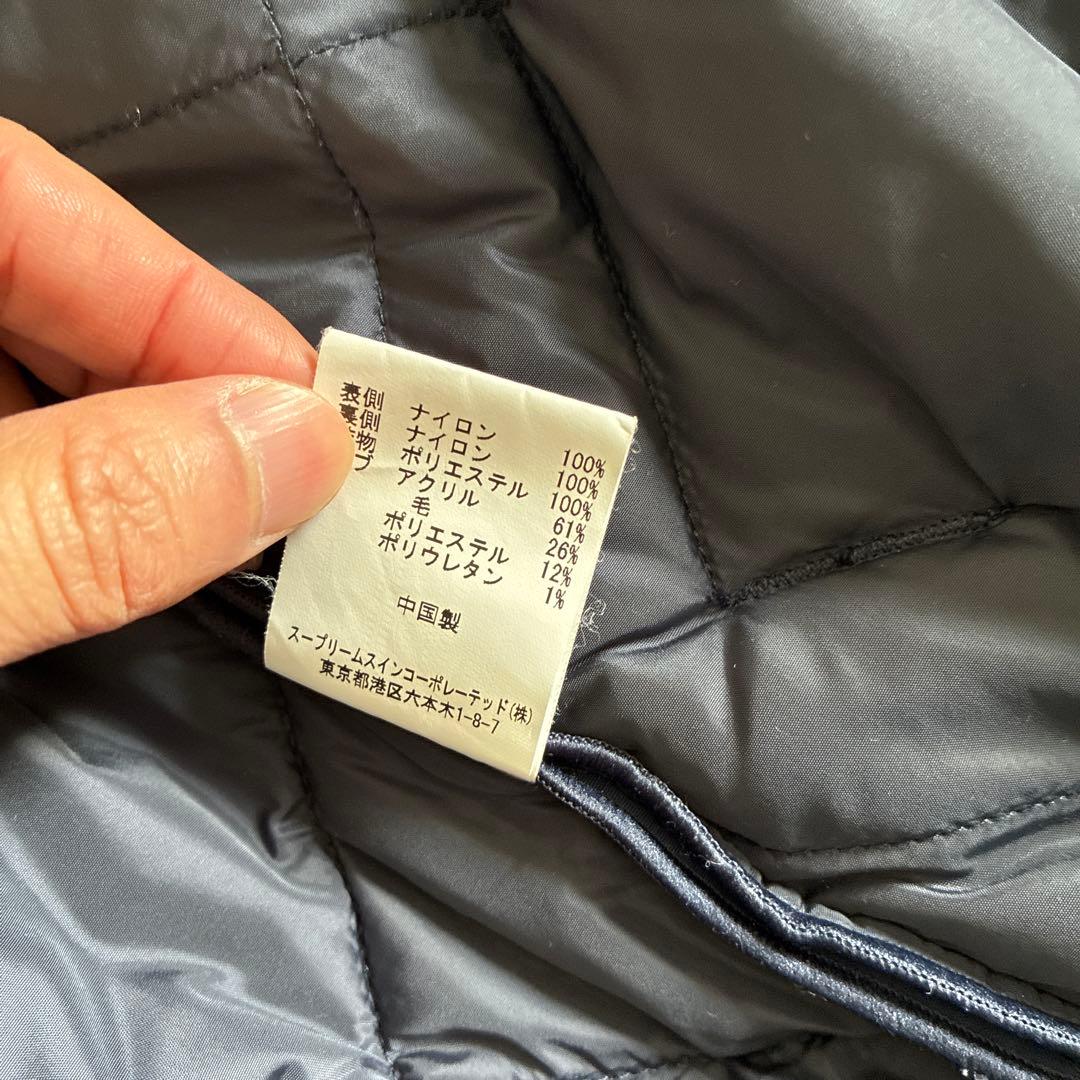 表側 ナイロン 100%
裏側 ナイロン 100%
物 ポリエステル 100%
ブ アクリル 61%
毛 26%
ポリエステル 12%
ポリウレタン 1%
中国製
スープリームスインコーポレーテッド(株)
東京都港区六本木1-8-7